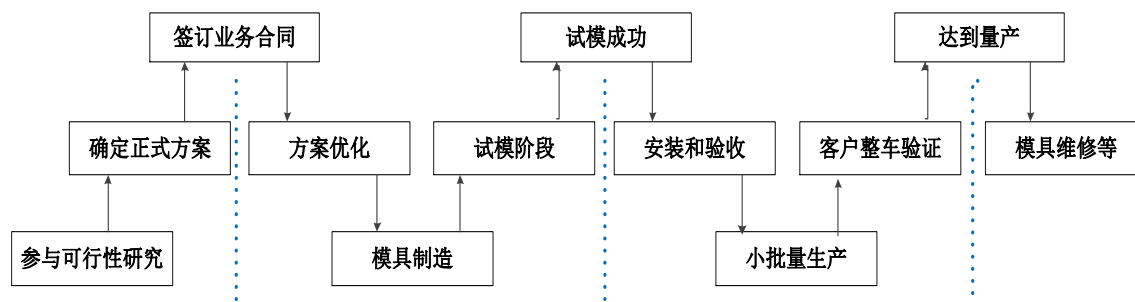 签订业务合同
试模成功
达到量产
确定正式方案
方案优化
试模阶段
安装和验收
客户整车验证
模具维修等
参与可行性研究
模具制造
小批量生产